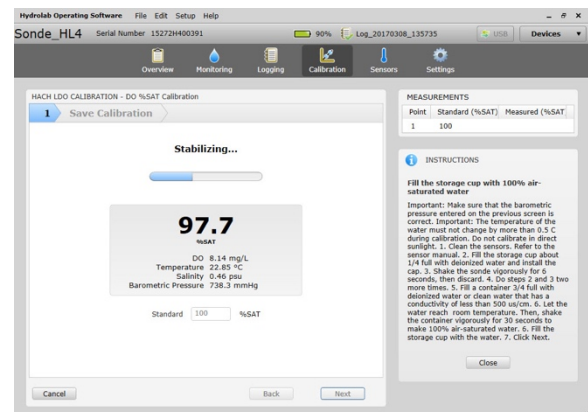 Hydrolab Operating Software File Edit Setup Help
Sonde_HL4 Serial Number 15272H400391 90% Log_20170308_135735 USB Devices
Overview Monitoring Logging Calibration Sensors Settings
HACH LDO CALIBRATION - DO %SAT Calibration
1 Save Calibration
Stabilizing...
97.7
%SAT
DO 8.14 mg/L
Temperature 22.85 °C
Salinity 0.46 psu
Barometric Pressure 738.3 mmHg
Standard 100 %SAT
Cancel Back Next
MEASUREMENTS
Point Standard (%SAT) Measured (%SAT
1 100
INSTRUCTIONS
Fill the storage cup with 100% air-
saturated water
Important: Make sure that the barometric
pressure entered on the previous screen is
correct. Important: The temperature of the
water must not change by more than 0.5 C
during calibration. Do not calibrate in direct
sunlight. 1. Clean the sensors. Refer to the
sensor manual. 2. Fill the storage cup about
1/4 full with deionized water and install the
cap. 3. Shake the sonde vigorously for 6
seconds, then discard. 4. Do steps 2 and 3 two
more times. 5. Fill a container 3/4 full with
deionized water or clean water that has a
conductivity of less than 500 us/cm. 6. Let the
water reach room temperature. Then, shake
the container vigorously for 30 seconds to
make 100% air-saturated water. 6. Fill the
storage cup with the water. 7. Click Next.
Close